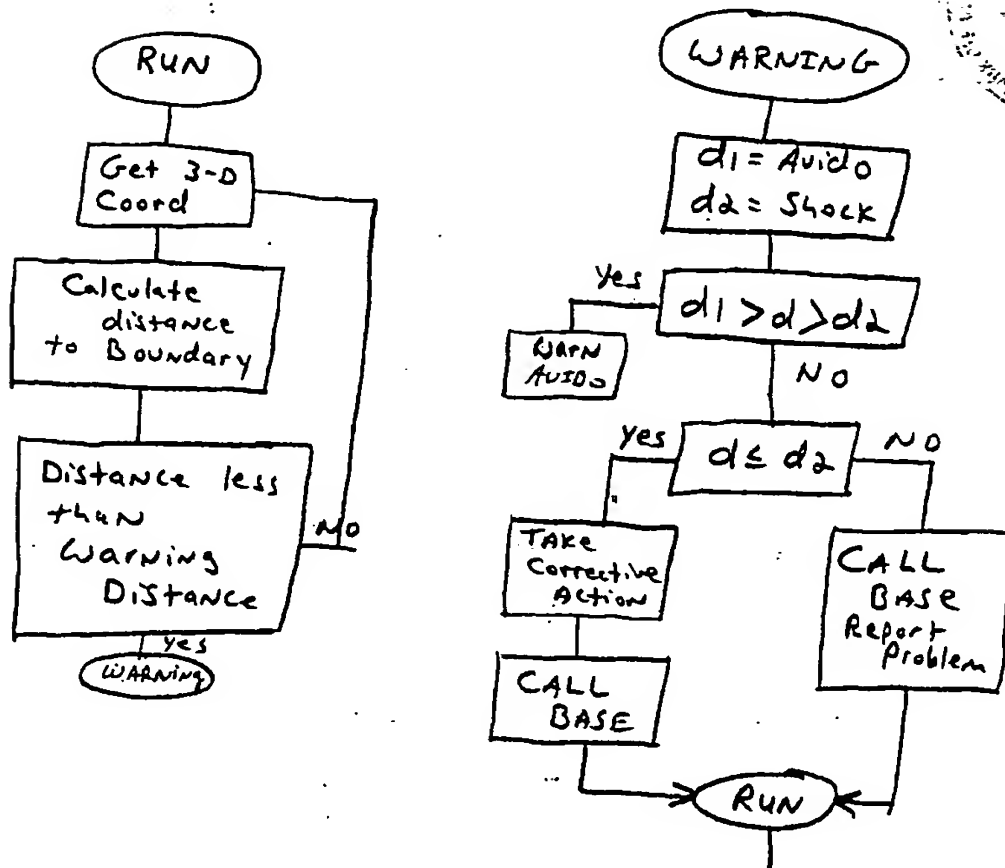 RUN
Get 3-D
Coord
Calculate
distance
to Boundary
Distance less
than
Warning
Distance
NO
Yes
WARNING
WARNING
d1 = Auido
d2 = Shock
Yes
d1 > d > d2
WARN
AUIDO
NO
Yes
d ≤ d2
NO
TAKE
Corrective
Action
CALL
BASE
CALL
BASE
Report
Problem
RUN